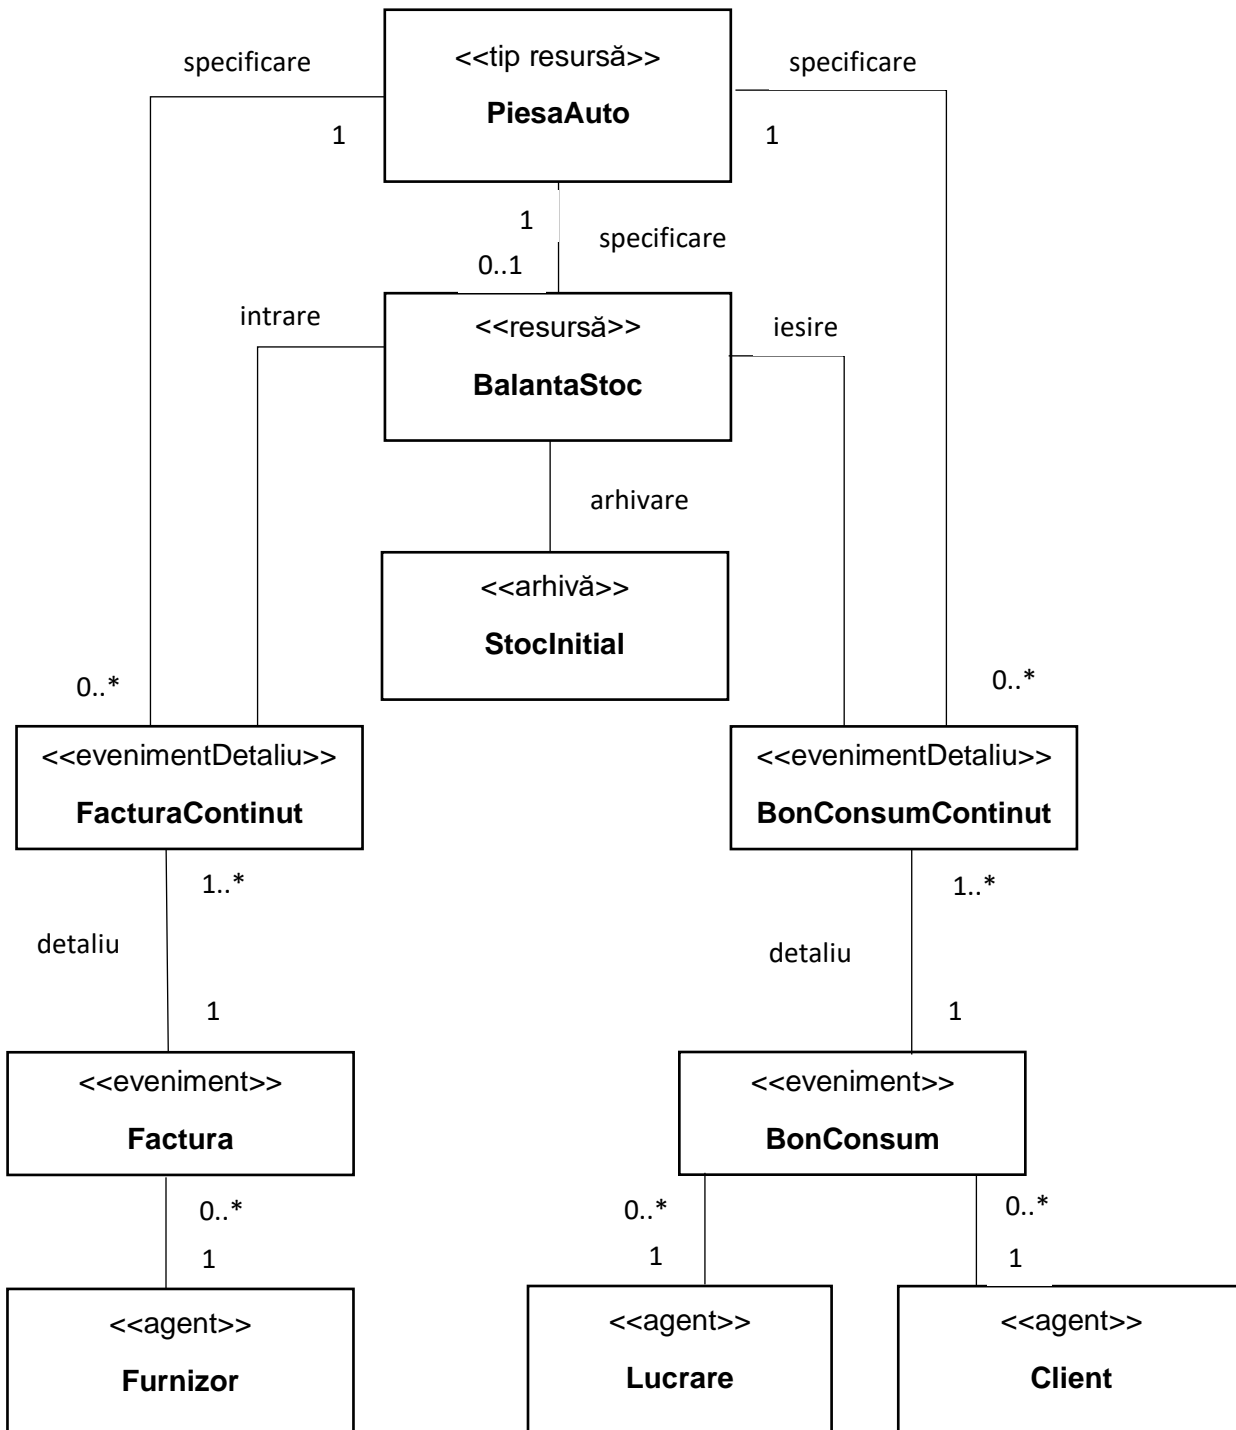 specificare
<<tip resursă>>
specificare
PiesaAuto
1
1
1
specificare
0..1
intrare
<<resursă>>
iesire
BalantaStoc
arhivare
<<arhivă>>
StocInitial
0..*
0..*
<<evenimentDetaliu>>
FacturaContinut
<<evenimentDetaliu>>
BonConsumContinut
1..*
1..*
detaliu
detaliu
1
1
<<eveniment>>
Factura
<<eveniment>>
BonConsum
0..*
0..*
0..*
1
1
1
<<agent>>
Furnizor
<<agent>>
Lucrare
<<agent>>
Client